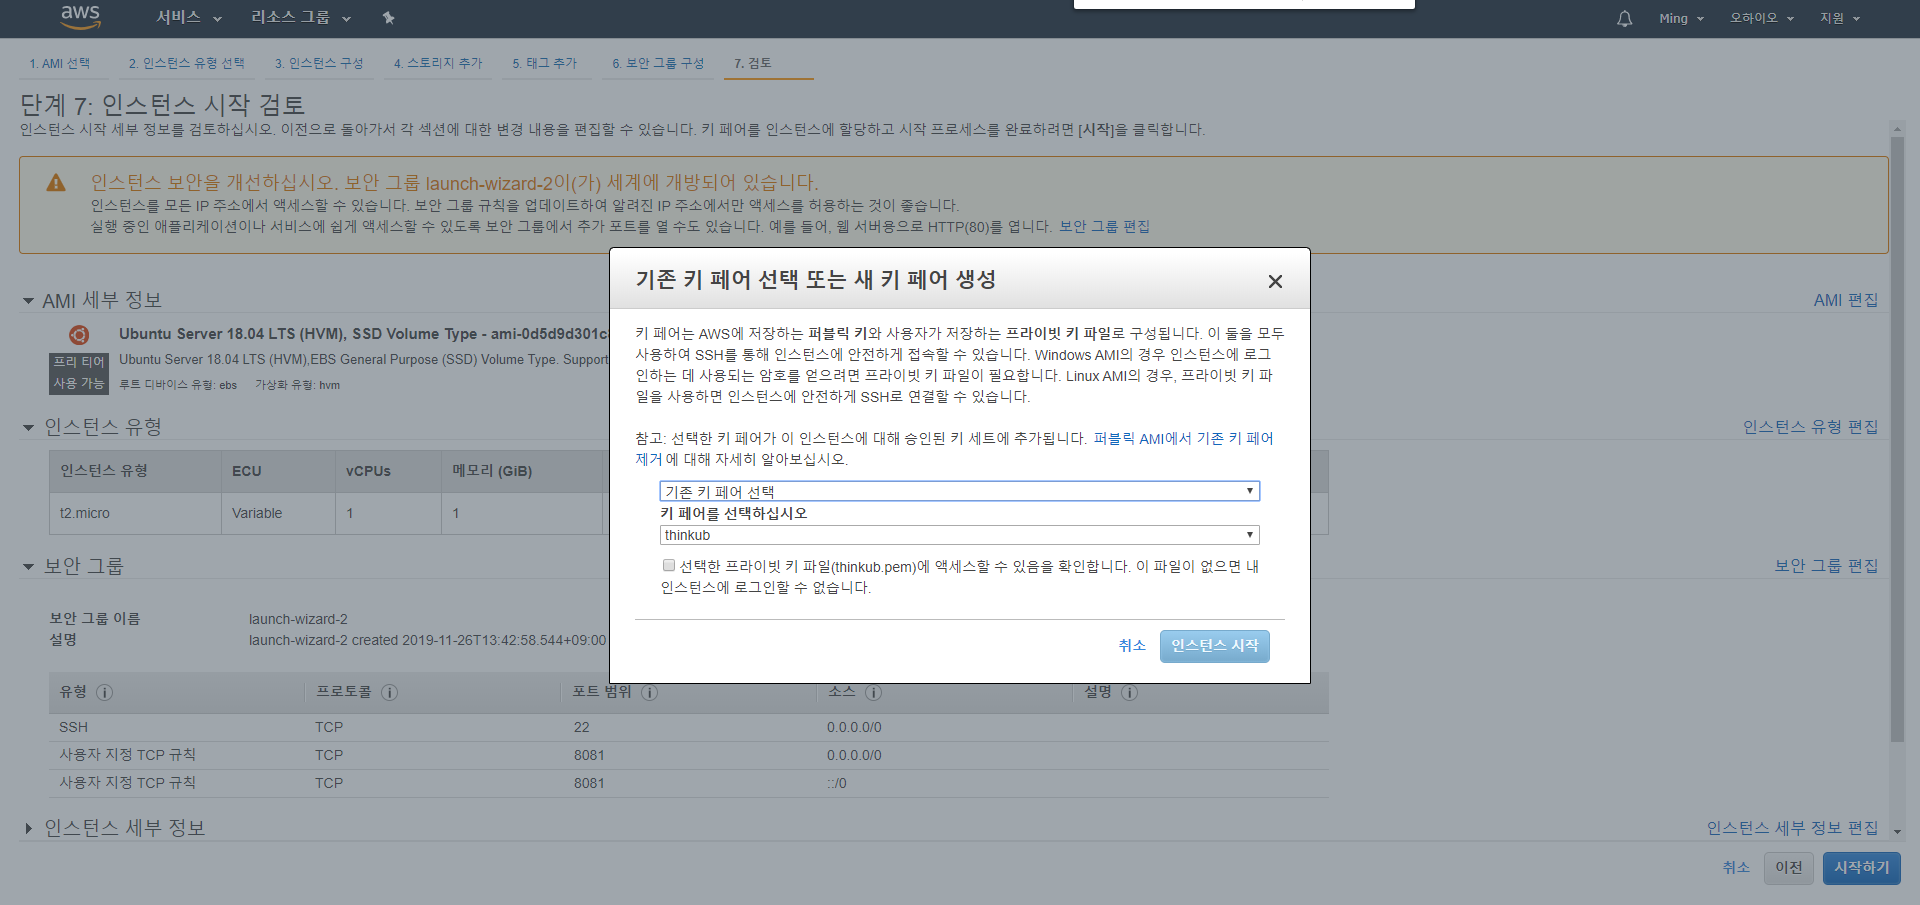 aws 서비스 리소스 그룹 Ming 오하이오 지원
1. AMI 선택 2. 인스턴스 유형 선택 3. 인스턴스 구성 4. 스토리지 추가 5. 태그 추가 6. 보안 그룹 구성 7. 검토
단계 7: 인스턴스 시작 검토
인스턴스 시작 세부 정보를 검토하십시오. 이전으로 돌아가서 각 섹션에 대한 변경 내용을 편집할 수 있습니다. 키 페어를 인스턴스에 할당하고 시작 프로세스를 완료하려면 [시작]을 클릭합니다.
인스턴스 보안을 개선하십시오. 보안 그룹 launch-wizard-2이(가) 세계에 개방되어 있습니다.
인스턴스를 모든 IP 주소에서 액세스할 수 있습니다. 보안 그룹 규칙을 업데이트하여 알려진 IP 주소에서만 액세스를 허용하는 것이 좋습니다.
실행 중인 애플리케이션이나 서비스에 쉽게 액세스할 수 있도록 보안 그룹에서 추가 포트를 열 수도 있습니다. 예를 들어, 웹 서버용으로 HTTP(80)를 엽니다. 보안 그룹 편집
AMI 세부 정보 AMI 편집
Ubuntu Server 18.04 LTS (HVM), SSD Volume Type - ami-0d5d9d301c
프리 티어
사용 가능
Ubuntu Server 18.04 LTS (HVM),EBS General Purpose (SSD) Volume Type. Support
루트 디바이스 유형: ebs 가상화 유형: hvm
인스턴스 유형 인스턴스 유형 편집
인스턴스 유형 ECU vCPUs 메모리 (GiB)
t2.micro Variable 1 1
보안 그룹 보안 그룹 편집
보안 그룹 이름 launch-wizard-2
설명 launch-wizard-2 created 2019-11-26T13:42:58.544+09:00
유형 프로토콜 포트 범위 소스 설명
SSH TCP 22 0.0.0.0/0
사용자 지정 TCP 규칙 TCP 8081 0.0.0.0/0
사용자 지정 TCP 규칙 TCP 8081 ::/0
인스턴스 세부 정보 인스턴스 세부 정보 편집
취소 이전 시작하기
기존 키 페어 선택 또는 새 키 페어 생성
키 페어는 AWS에 저장하는 퍼블릭 키와 사용자가 저장하는 프라이빗 키 파일로 구성됩니다. 이 둘을 모두
사용하여 SSH를 통해 인스턴스에 안전하게 접속할 수 있습니다. Windows AMI의 경우 인스턴스에 로그
인하는 데 사용되는 암호를 얻으려면 프라이빗 키 파일이 필요합니다. Linux AMI의 경우, 프라이빗 키 파
일을 사용하면 인스턴스에 안전하게 SSH로 연결할 수 있습니다.
참고: 선택한 키 페어가 이 인스턴스에 대해 승인된 키 세트에 추가됩니다. 퍼블릭 AMI에서 기존 키 페어
제거 에 대해 자세히 알아보십시오.
기존 키 페어 선택
키 페어를 선택하십시오
thinkub
선택한 프라이빗 키 파일(thinkub.pem)에 액세스할 수 있음을 확인합니다. 이 파일이 없으면 내
인스턴스에 로그인할 수 없습니다.
취소 인스턴스 시작